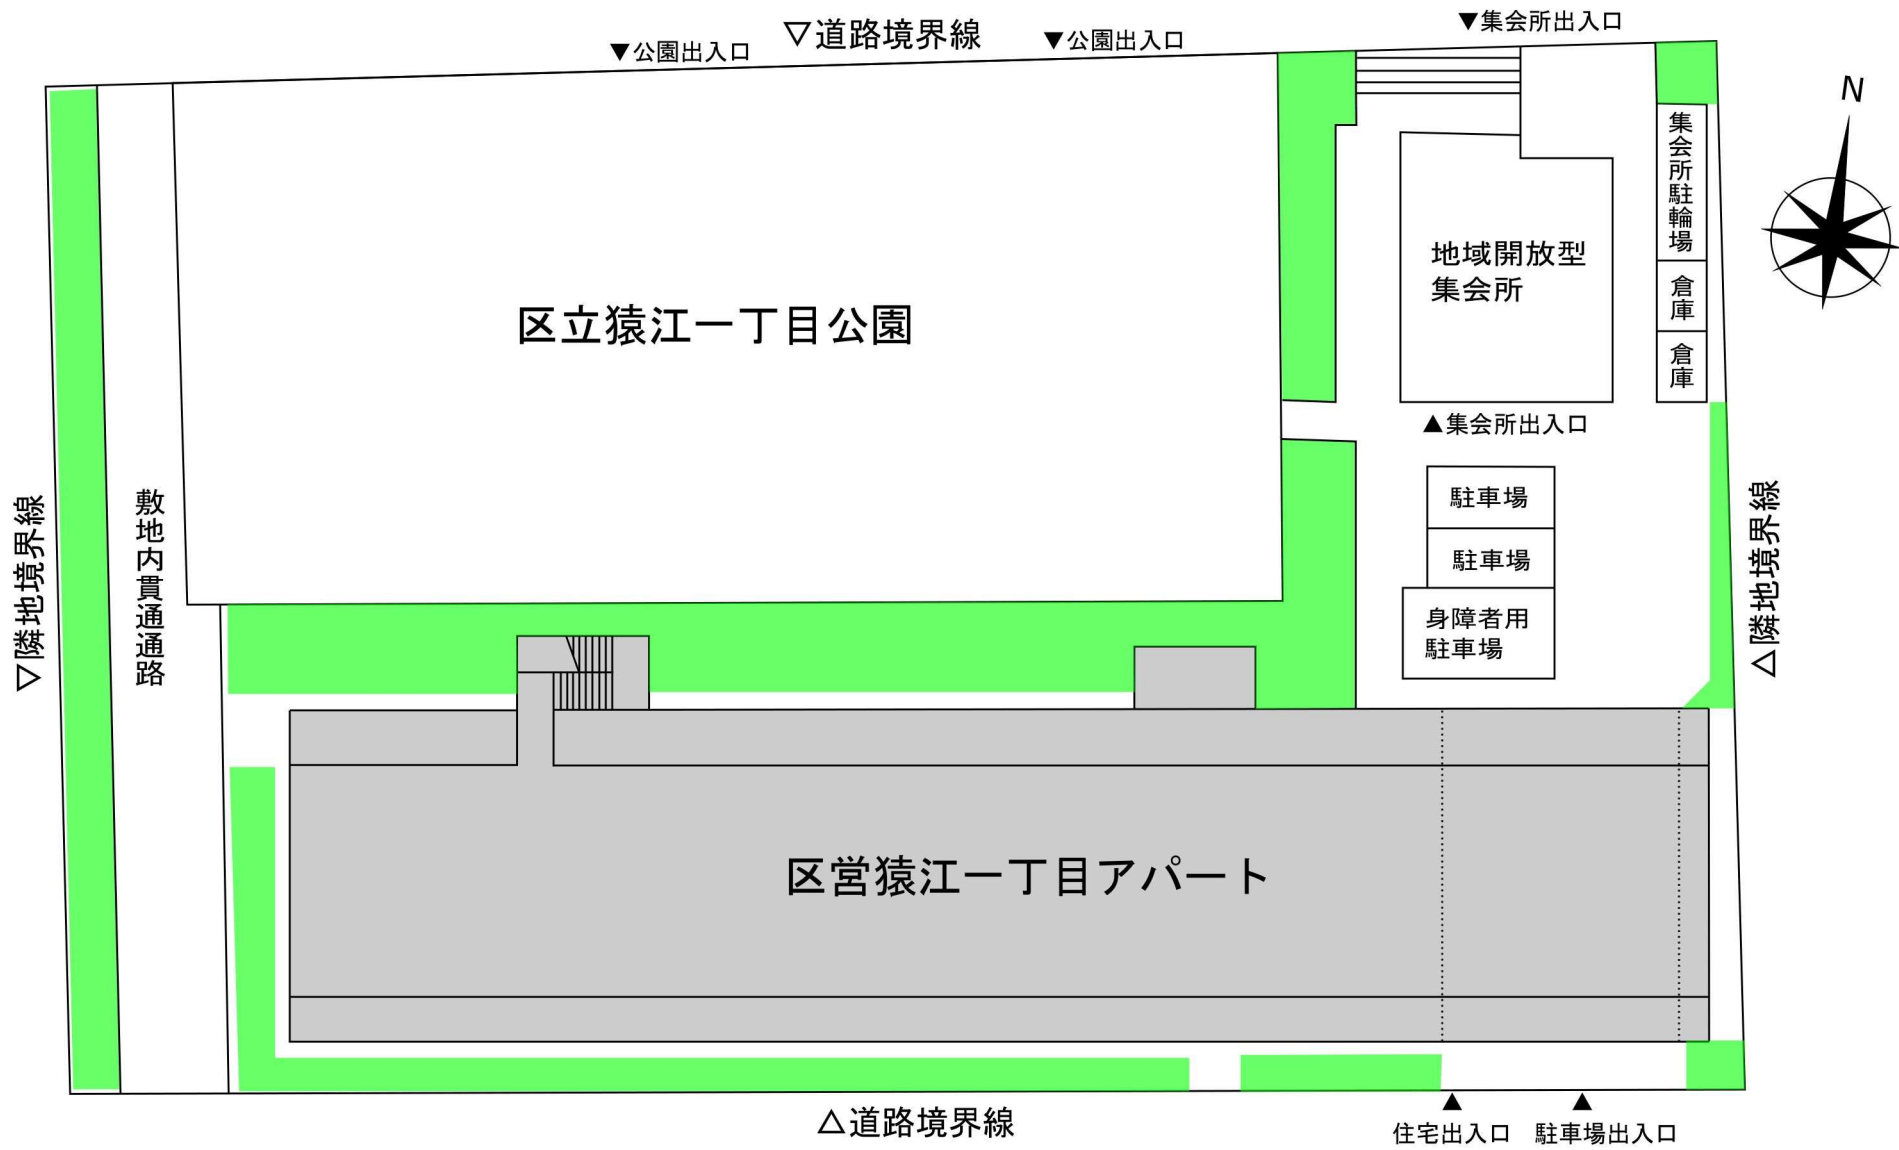 ▼集会所出入口
▽道路境界線
▼公園出入口
▼公園出入口
N
集会所駐輪場
倉庫
倉庫
地域開放型
集会所
区立猿江一丁目公園
▲集会所出入口
駐車場
駐車場
身障者用
駐車場
敷地内貫通通路
▽隣地境界線
△隣地境界線
区営猿江一丁目アパート
△道路境界線
▲
▲
住宅出入口
駐車場出入口